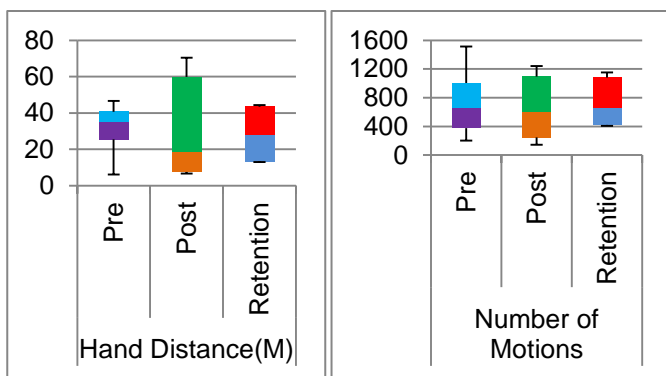 80
60
40
20
0
Pre
Post
Retention
Hand Distance(M)
1600
1200
800
400
0
Pre
Post
Retention
Number of
Motions